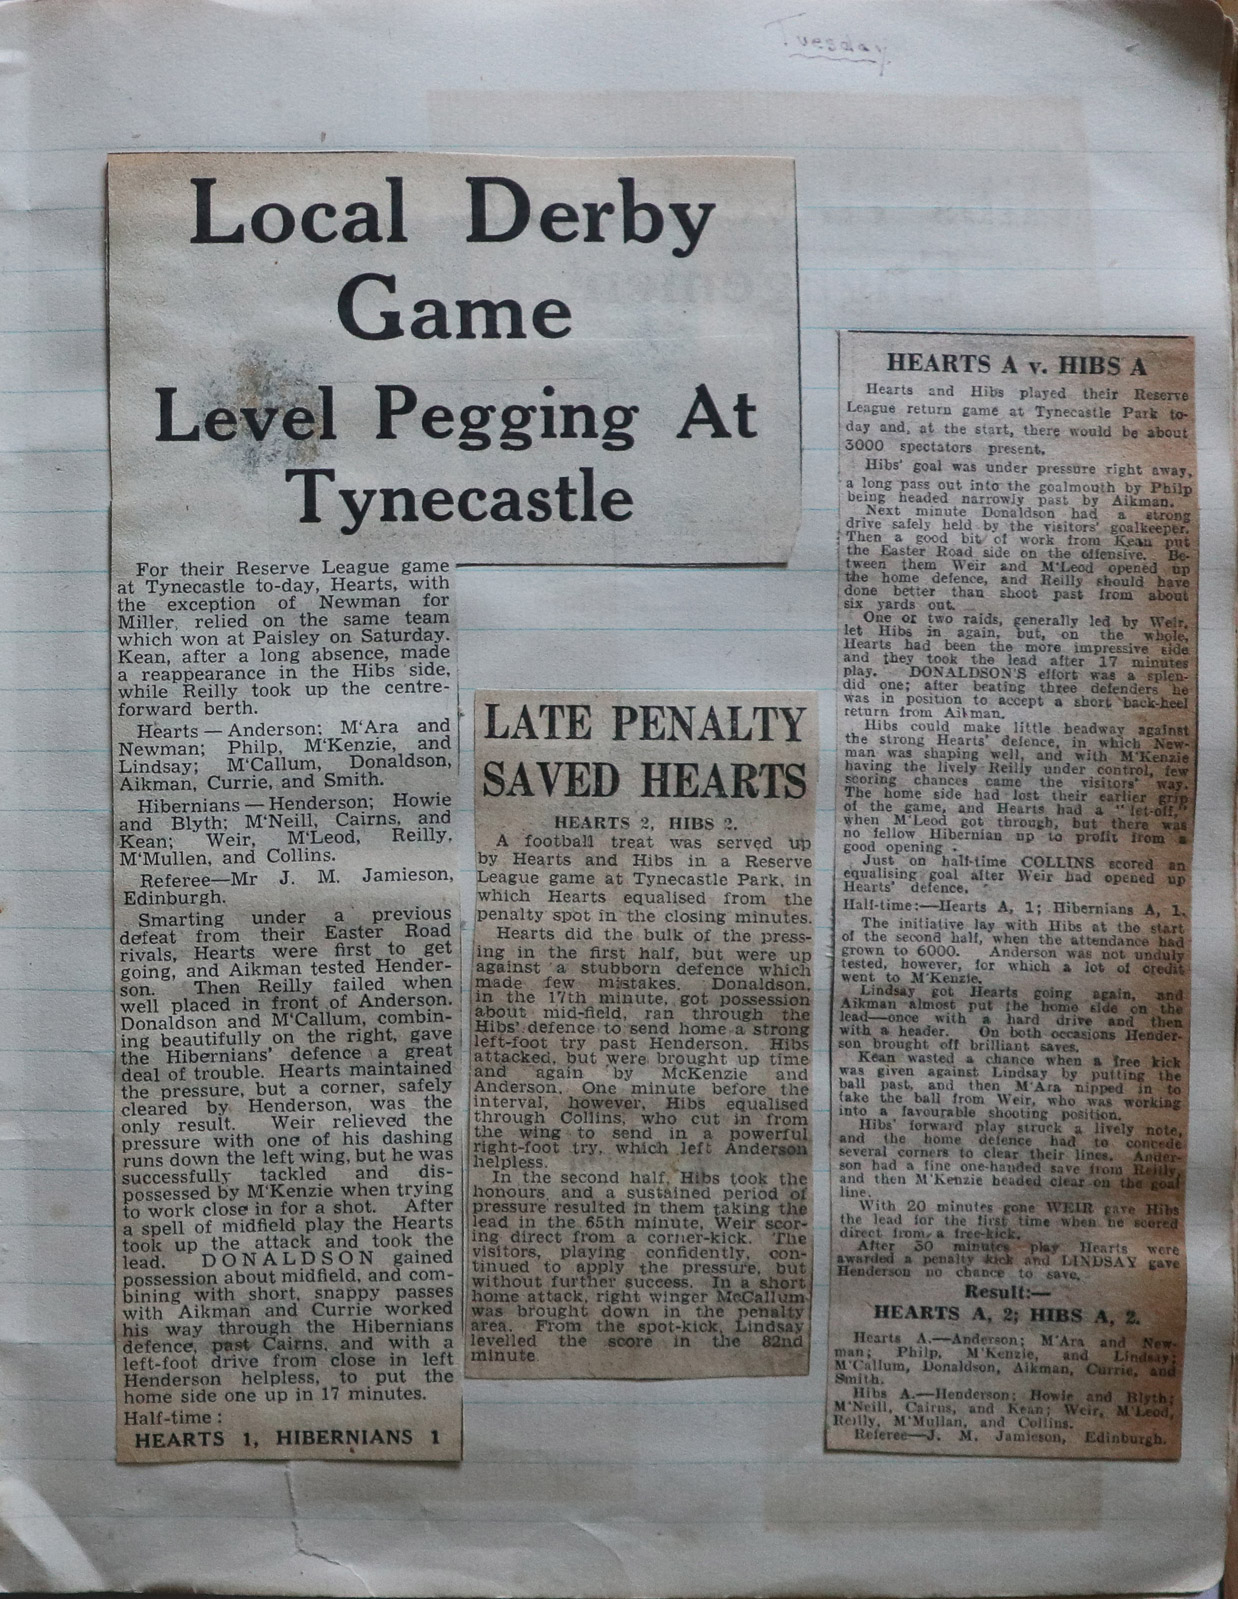 Tuesday
Local Derby
Game
Level Pegging At
Tynecastle
For their Reserve League game
at Tynecastle to-day, Hearts, with
the exception of Newman for
Miller, relied on the same team
which won at Paisley on Saturday.
Kean, after a long absence, made
a reappearance in the Hibs side,
while Reilly took up the centre-
forward berth.
Hearts — Anderson; M'Ara and
Newman; Philp, M'Kenzie, and
Lindsay; M'Callum, Donaldson,
Aikman, Currie, and Smith.
Hibernians — Henderson; Howie
and Blyth; M'Neill, Cairns, and
Kean; Weir, M'Leod, Reilly,
M'Mullen, and Collins.
Referee—Mr J. M. Jamieson,
Edinburgh.
Smarting under a previous
defeat from their Easter Road
rivals, Hearts were first to get
going, and Aikman tested Hender-
son. Then Reilly failed when
well placed in front of Anderson.
Donaldson and M'Callum, combin-
ing beautifully on the right, gave
the Hibernians' defence a great
deal of trouble. Hearts maintained
the pressure, but a corner, safely
cleared by Henderson, was the
only result. Weir relieved the
pressure with one of his dashing
runs down the left wing, but he was
successfully tackled and dis-
possessed by M'Kenzie when trying
to work close in for a shot. After
a spell of midfield play the Hearts
took up the attack and took the
lead. DONALDSON gained
possession about midfield, and com-
bining with short, snappy passes
with Aikman and Currie worked
his way through the Hibernians
defence, past Cairns, and with a
left-foot drive from close in left
Henderson helpless, to put the
home side one up in 17 minutes.
Half-time :
HEARTS 1, HIBERNIANS 1
LATE PENALTY
SAVED HEARTS
HEARTS 2, HIBS 2.
A football treat was served up
by Hearts and Hibs in a Reserve
League game at Tynecastle Park, in
which Hearts equalised from the
penalty spot in the closing minutes.
Hearts did the bulk of the press-
ing in the first half, but were up
against a stubborn defence which
made few mistakes. Donaldson,
in the 17th minute, got possession
about mid-field, ran through the
Hibs' defence to send home a strong
left-foot try past Henderson. Hibs
attacked, but were brought up time
and again by McKenzie and
Anderson. One minute before the
interval, however, Hibs equalised
through Collins, who cut in from
the wing to send in a powerful
right-foot try, which left Anderson
helpless.
In the second half, Hibs took the
honours, and a sustained period of
pressure resulted in them taking the
lead in the 65th minute, Weir scor-
ing direct from a corner-kick. The
visitors, playing confidently, con-
tinued to apply the pressure, but
without further success. In a short
home attack, right winger McCallum
was brought down in the penalty
area. From the spot-kick, Lindsay
levelled the score in the 82nd
minute
HEARTS A v. HIBS A
Hearts and Hibs played their Reserve
League return game at Tynecastle Park to-
day and, at the start, there would be about
3000 spectators present.
Hibs' goal was under pressure right away,
a long pass out into the goalmouth by Philp
being headed narrowly past by Aikman.
Next minute Donaldson had a strong
drive safely held by the visitors' goalkeeper.
Then a good bit of work from Kean put
the Easter Road side on the offensive. Be-
tween them Weir and M'Leod opened up
the home defence, and Reilly should have
done better than shoot past from about
six yards out.
One or two raids, generally led by Weir,
let Hibs in again, but, on the whole,
Hearts had been the more impressive side
and they took the lead after 17 minutes
play. DONALDSON'S effort was a splen-
did one; after beating three defenders he
was in position to accept a short back-heel
return from Aikman.
Hibs could make little headway against
the strong Hearts' defence, in which New-
man was shaping well, and with M'Kenzie
having the lively Reilly under control, few
scoring chances came the visitors' way.
The home side had lost their earlier grip
of the game, and Hearts had a "let-off,"
when M'Leod got through, but there was
no fellow Hibernian up to profit from a
good opening.
Just on half-time COLLINS scored an
equalising goal after Weir had opened up
Hearts' defence.
Half-time:—Hearts A, 1; Hibernians A, 1.
The initiative lay with Hibs at the start
of the second half, when the attendance had
grown to 6000. Anderson was not unduly
tested, however, for which a lot of credit
went to M'Kenzie.
Lindsay got Hearts going again, and
Aikman almost put the home side on the
lead—once with a hard drive and then
with a header. On both occasions Hender-
son brought off brilliant saves.
Kean wasted a chance when a free kick
was given against Lindsay by putting the
ball past, and then M'Ara nipped in to
take the ball from Weir, who was working
into a favourable shooting position.
Hibs' forward play struck a lively note,
and the home defence had to concede
several corners to clear their lines. Ander-
son had a fine one-handed save from Reilly,
and then M'Kenzie headed clear on the goal
line.
With 20 minutes gone WEIR gave Hibs
the lead for the first time when he scored
direct from a free-kick.
After 30 minutes play Hearts were
awarded a penalty kick and LINDSAY gave
Henderson no chance to save.
Result:—
HEARTS A, 2; HIBS A, 2.
Hearts A.—Anderson; M'Ara and New-
man; Philp, M'Kenzie, and Lindsay;
M'Callum, Donaldson, Aikman, Currie, and
Smith.
Hibs A.—Henderson; Howie and Blyth;
M'Neill, Cairns, and Kean; Weir, M'Leod,
Reilly, M'Mullan, and Collins.
Referee—J. M. Jamieson, Edinburgh.